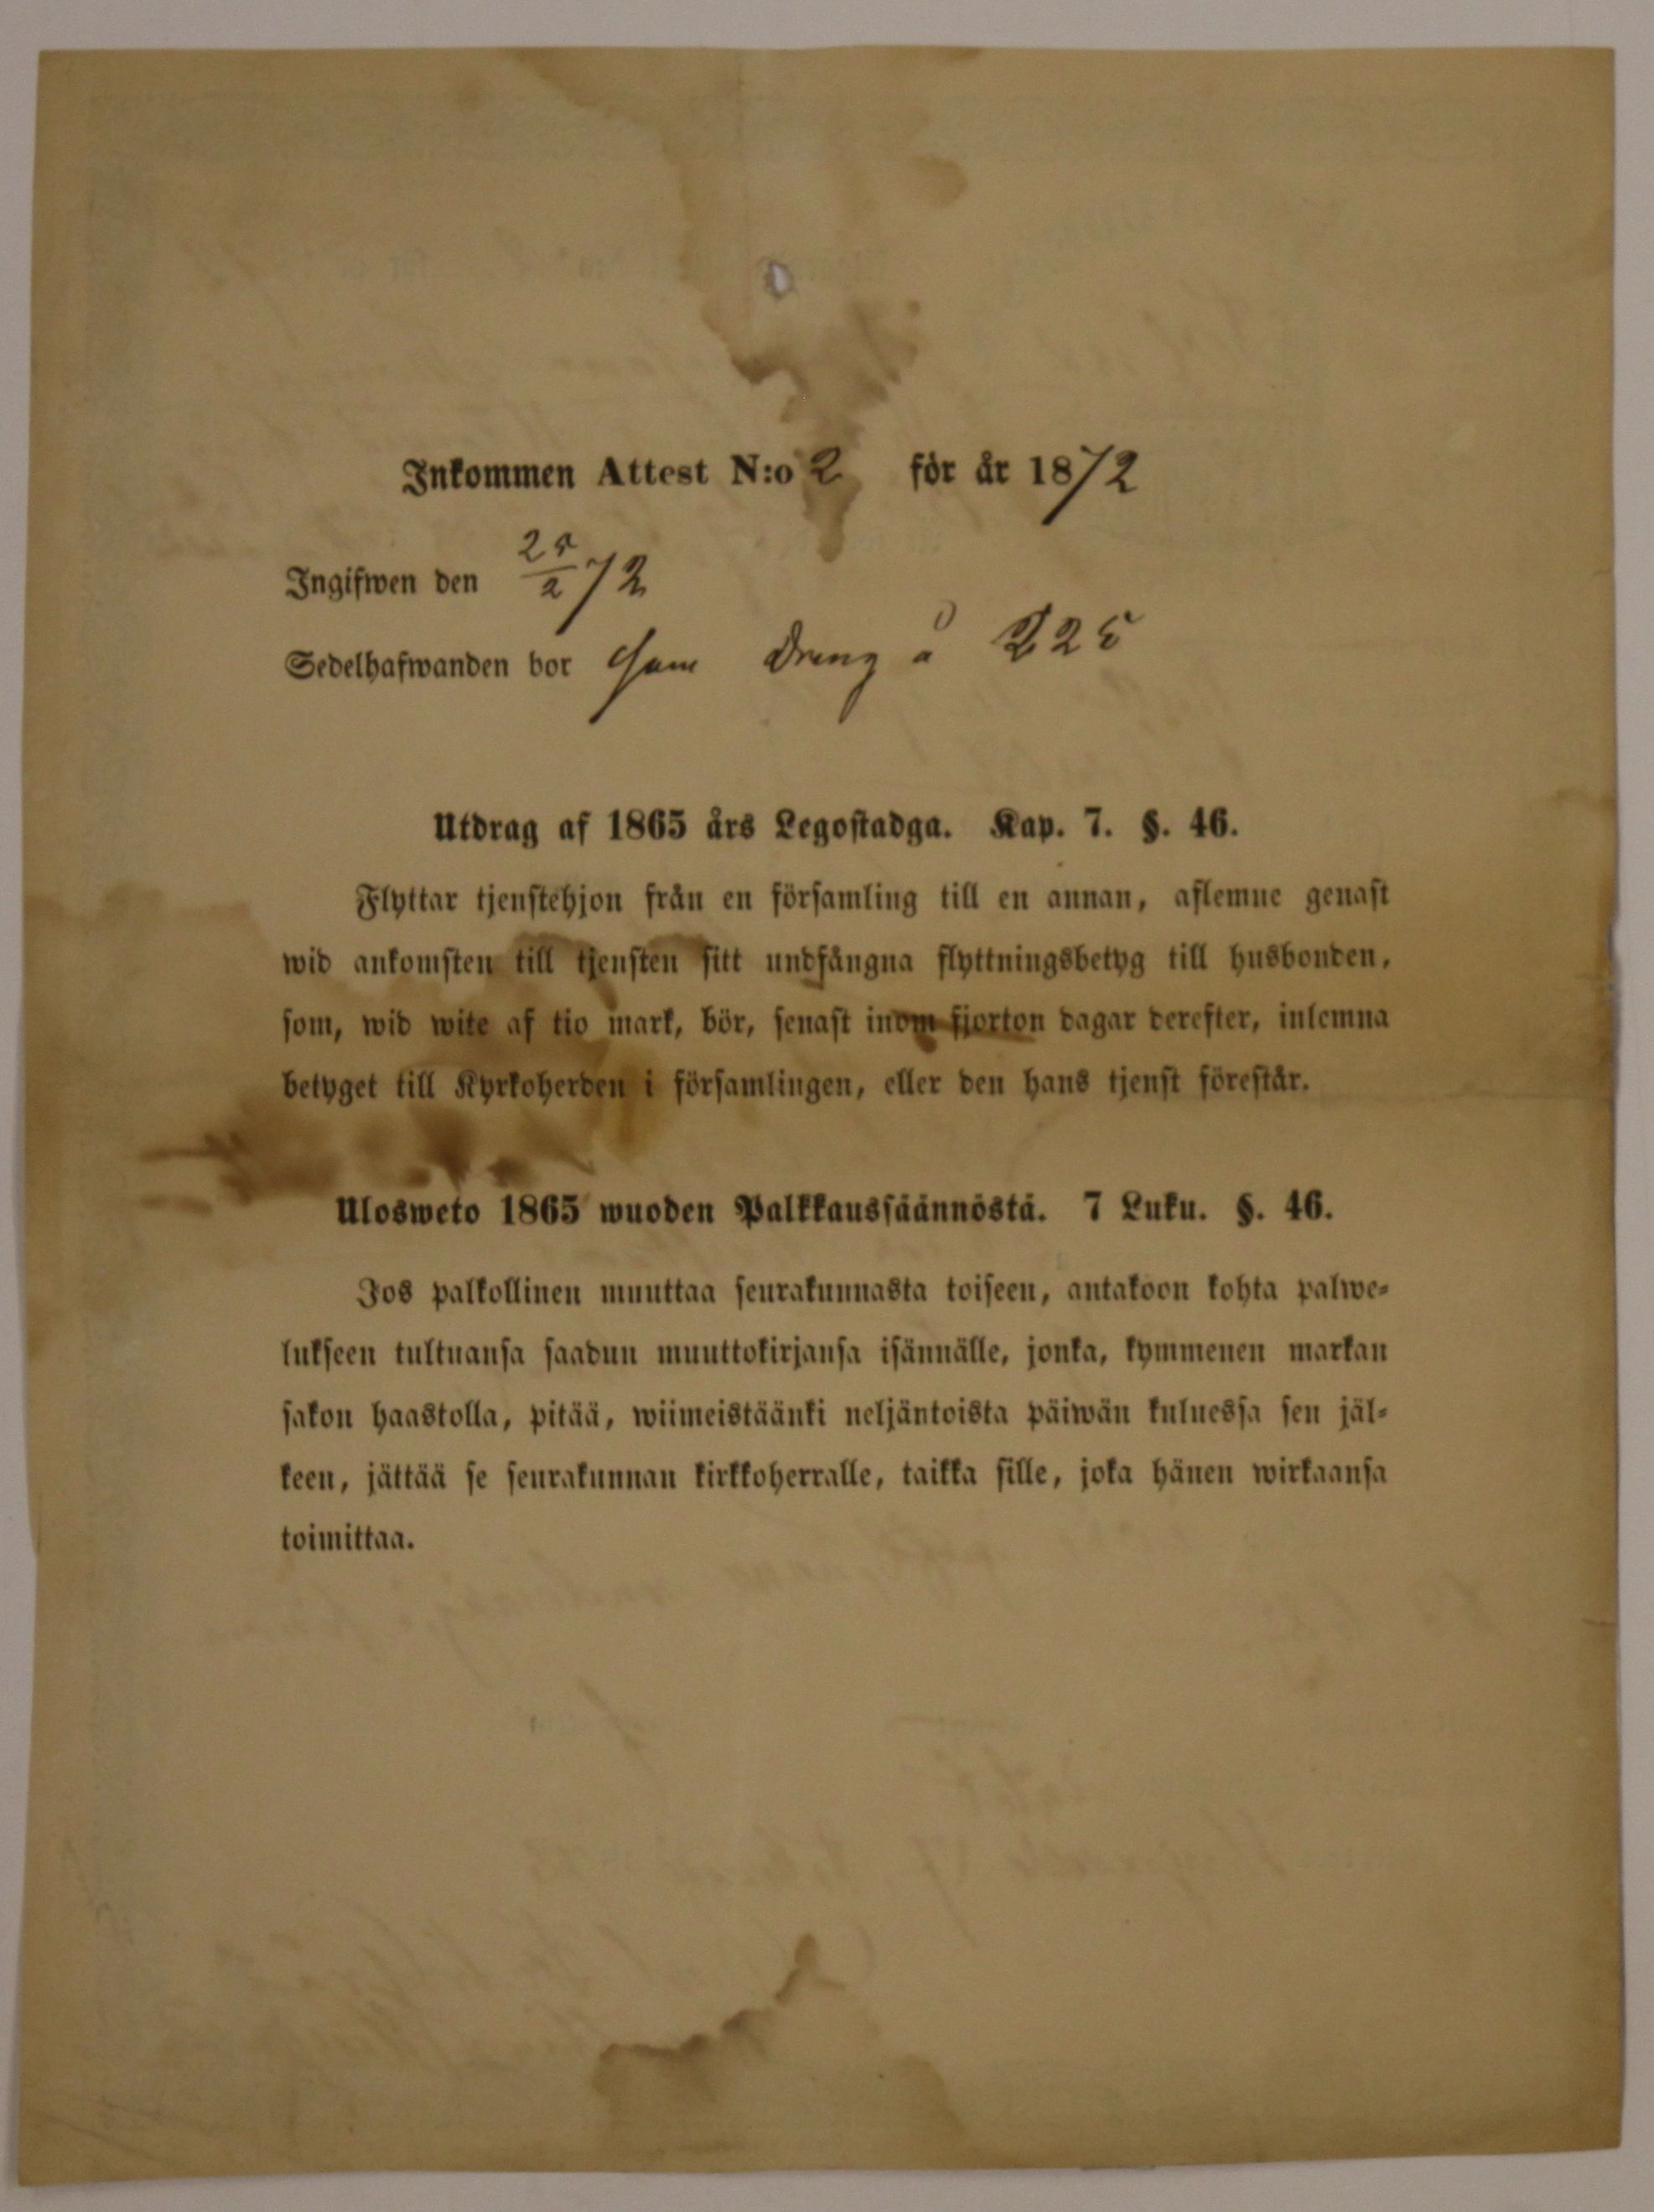 Inkommen Attest N:o 2 för år 1872
Ingifwen den 25/2 72
Sedelhafwanden bor som Dreng å 225
Utdrag af 1865 års Legostadga. Kap. 7. §. 46.
Flyttar tjenstehjon från en församling till en annan, aflemne genast
wid ankomsten till tjensten sitt undfångna flyttningsbetyg till husbonden,
som, wid wite af tio mark, bör, senast inom fjorton dagar derefter, inlemna
betyget till Kyrkoherden i församlingen, eller den hans tjenst förestår.
Ulosweto 1865 wuoden Palkkaussäännöstä. 7 Luku. §. 46.
Jos palkollinen muuttaa seurakunnasta toiseen, antakoon kohta palwe-
lukseen tultuansa saadun muuttokirjansa isännälle, jonka, kymmenen markan
sakon haastolla, pitää, wiimeistäänki neljäntoista päiwän kuluessa sen jäl-
keen, jättää se seurakunnan kirkkoherralle, taikka sille, joka hänen wirkaansa
toimittaa.